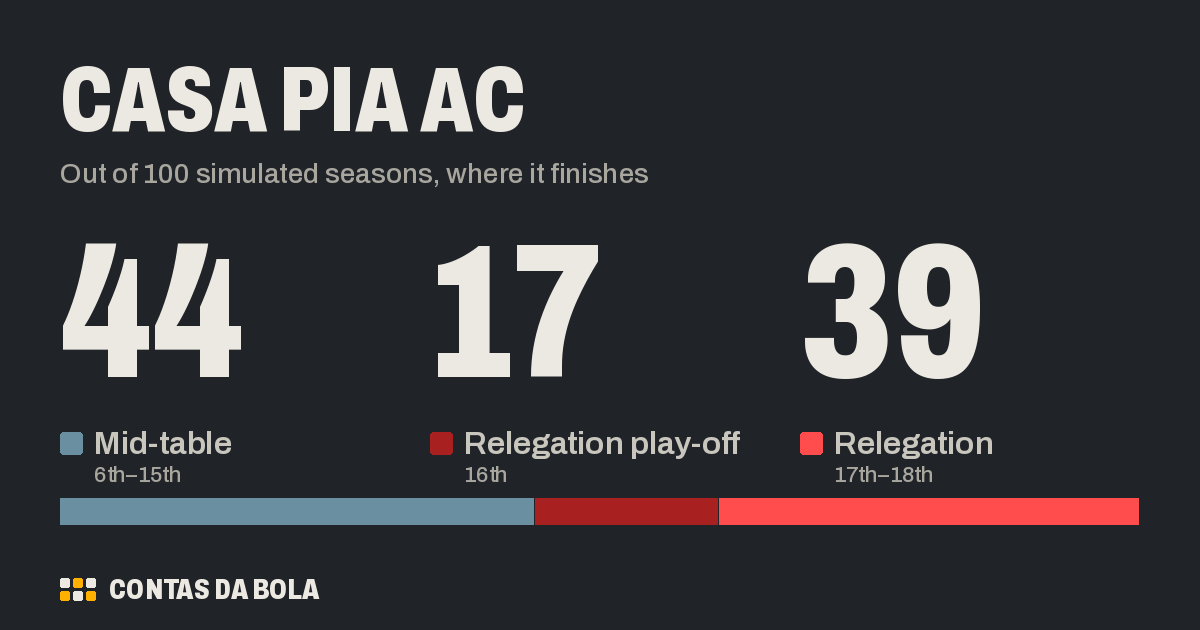 CASA PIA AC
Out of 100 simulated seasons, where it finishes
44 17 39
Mid-table Relegation play-off Relegation
6th–15th 16th 17th–18th
CONTAS DA BOLA